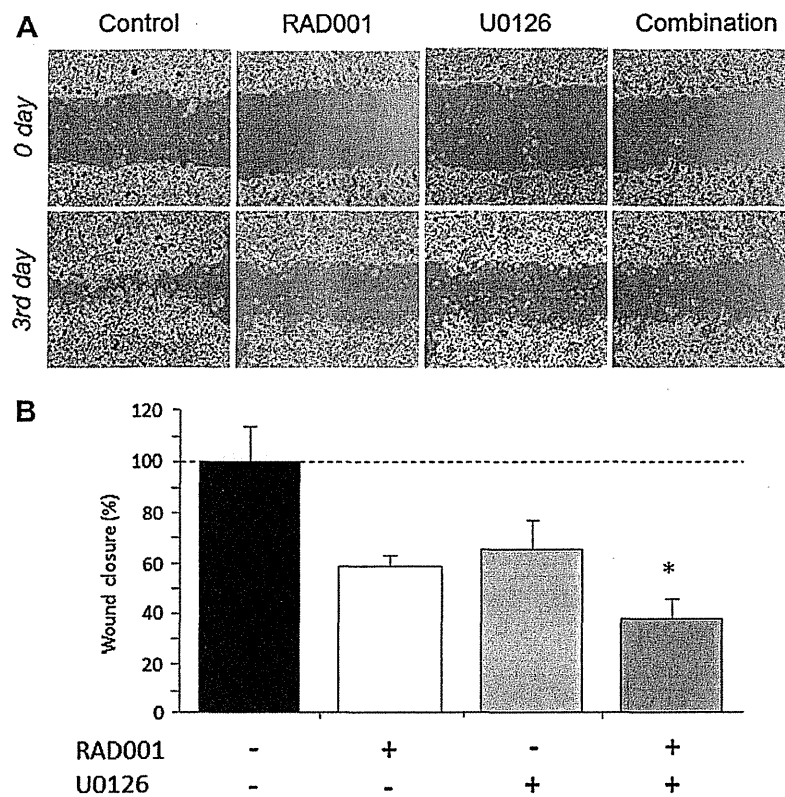 A Control RAD001 U0126 Combination
0 day
3rd day
B
120
100
80
60
40
20
0
Wound closure (%)
*
RAD001 - + - +
U0126 - - + +